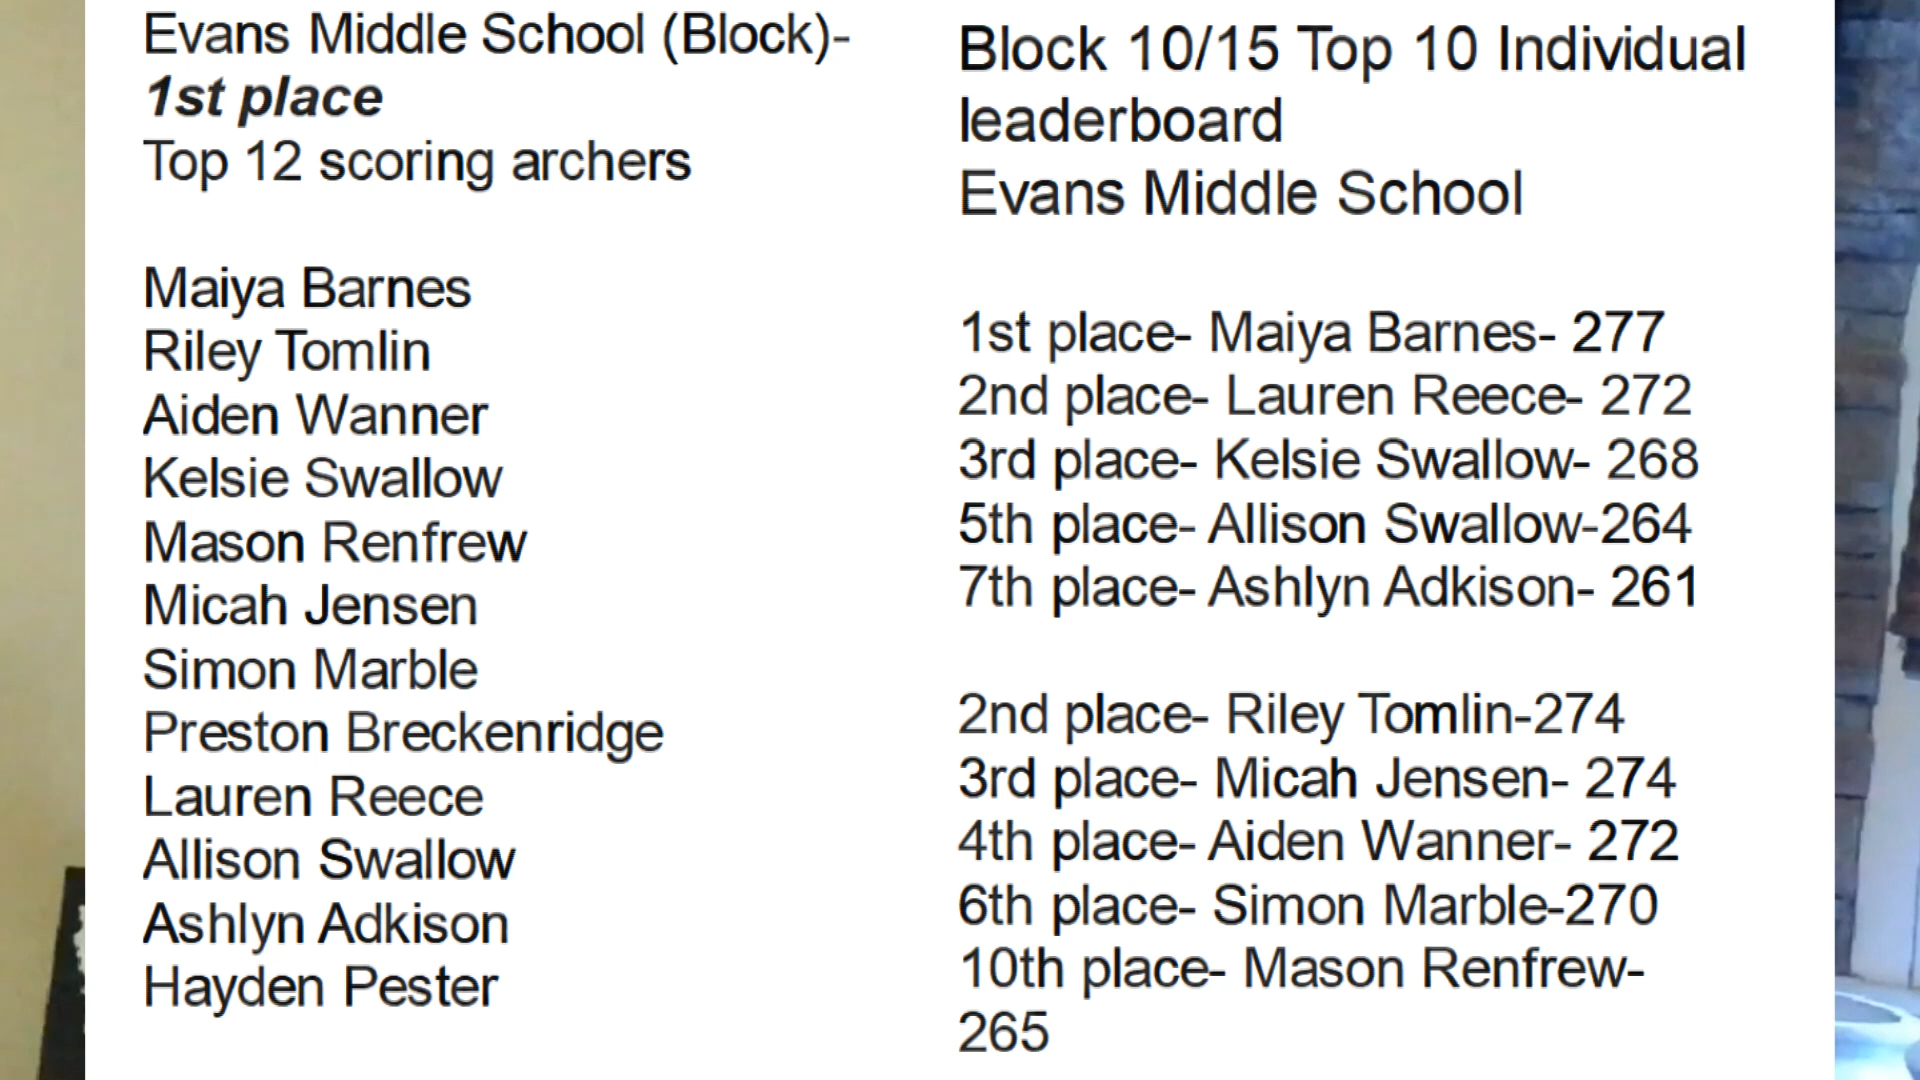 Evans Middle School (Block)-
1st place
Top 12 scoring archers
Maiya Barnes
Riley Tomlin
Aiden Wanner
Kelsie Swallow
Mason Renfrew
Micah Jensen
Simon Marble
Preston Breckenridge
Lauren Reece
Allison Swallow
Ashlyn Adkison
Hayden Pester
Block 10/15 Top 10 Individual
leaderboard
Evans Middle School
1st place- Maiya Barnes- 277
2nd place- Lauren Reece- 272
3rd place- Kelsie Swallow- 268
5th place- Allison Swallow-264
7th place- Ashlyn Adkison- 261
2nd place- Riley Tomlin-274
3rd place- Micah Jensen- 274
4th place- Aiden Wanner- 272
6th place- Simon Marble-270
10th place- Mason Renfrew-
265